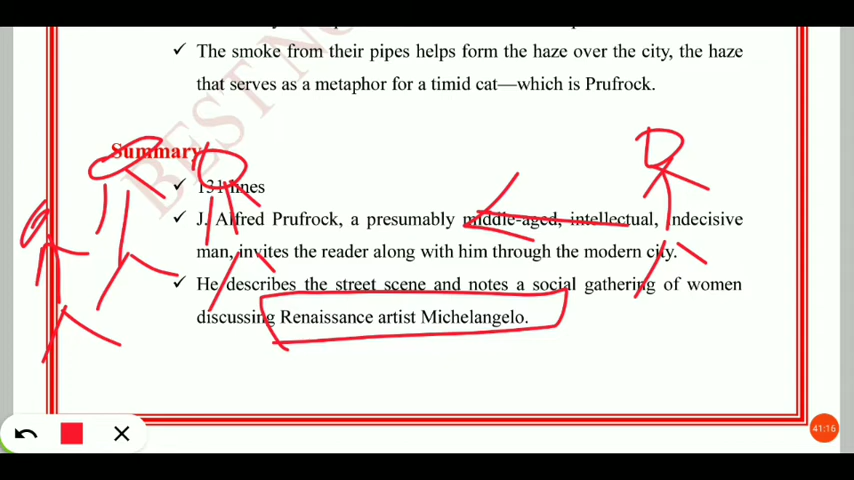 ✓ The smoke from their pipes helps form the haze over the city, the haze
that serves as a metaphor for a timid cat—which is Prufrock.
Summary
✓ 131 lines
✓ J. Alfred Prufrock, a presumably middle-aged, intellectual, indecisive
man, invites the reader along with him through the modern city.
✓ He describes the street scene and notes a social gathering of women
discussing Renaissance artist Michelangelo.
BEST NO
41:16